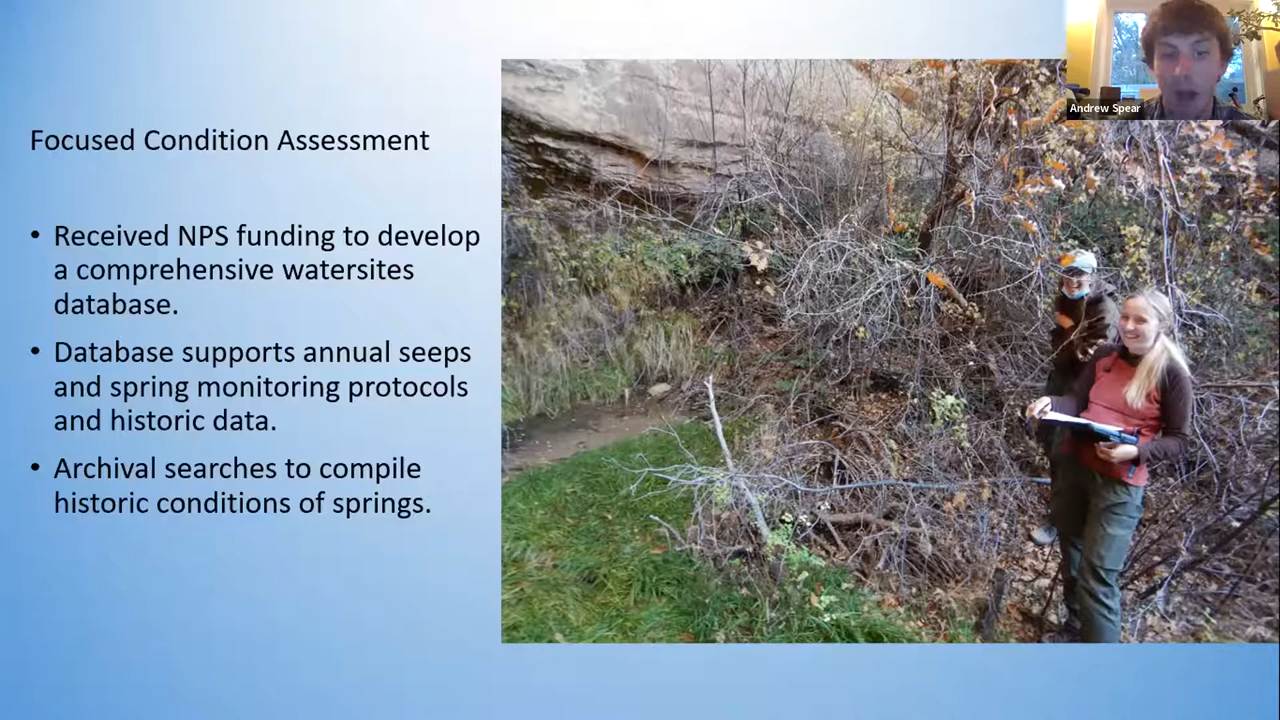 Andrew Spear
Focused Condition Assessment
• Received NPS funding to develop
a comprehensive watersites
database.
• Database supports annual seeps
and spring monitoring protocols
and historic data.
• Archival searches to compile
historic conditions of springs.